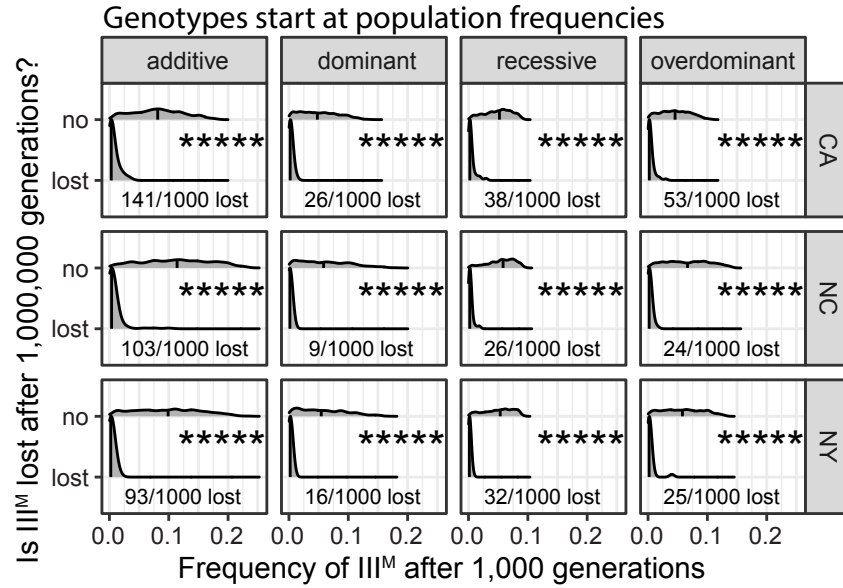 Genotypes start at population frequencies
additive dominant recessive overdominant
Is IIIᴹ lost after 1,000,000 generations?
no ***** ***** ***** ***** CA
lost
141/1000 lost 26/1000 lost 38/1000 lost 53/1000 lost
no ***** ***** ***** ***** NC
lost
103/1000 lost 9/1000 lost 26/1000 lost 24/1000 lost
no ***** ***** ***** ***** NY
lost
93/1000 lost 16/1000 lost 32/1000 lost 25/1000 lost
0.0 0.1 0.2 0.0 0.1 0.2 0.0 0.1 0.2 0.0 0.1 0.2
Frequency of IIIᴹ after 1,000 generations